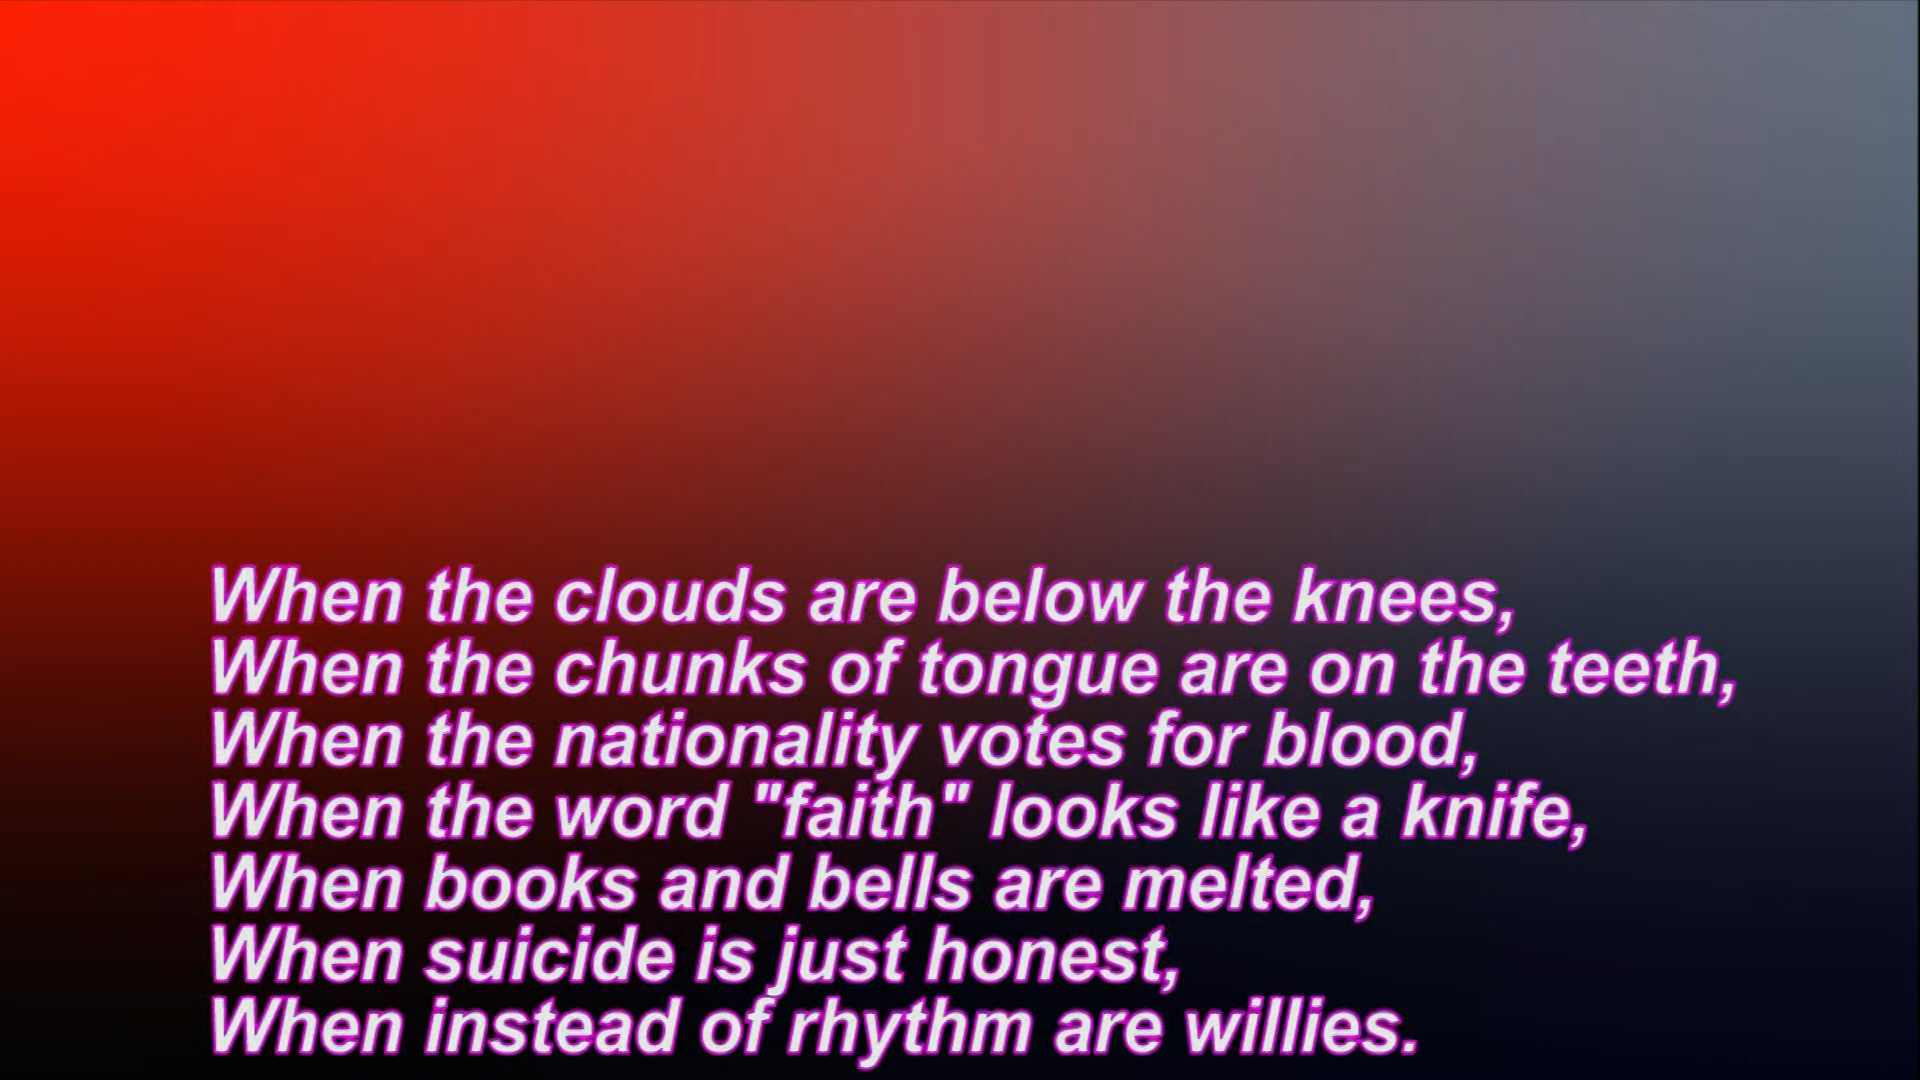 When the clouds are below the knees,
When the chunks of tongue are on the teeth,
When the nationality votes for blood,
When the word "faith" looks like a knife,
When books and bells are melted,
When suicide is just honest,
When instead of rhythm are willies.